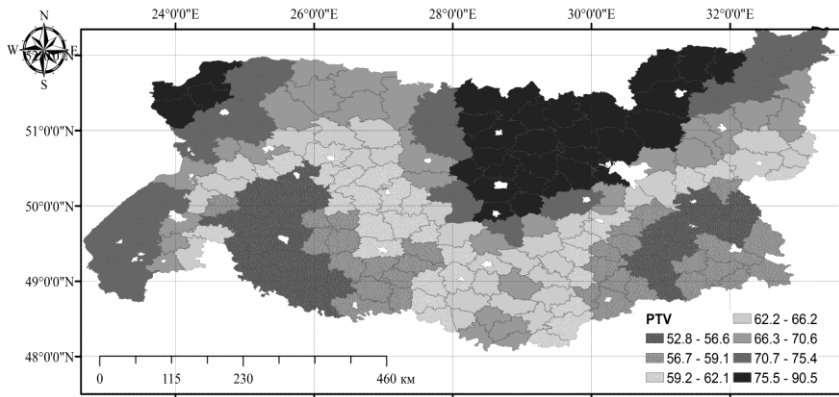 24°0'0"E 26°0'0"E 28°0'0"E 30°0'0"E 32°0'0"E
N
W E
S
51°0'0"N
50°0'0"N
49°0'0"N
48°0'0"N
PTV
52.8 - 56.6
56.7 - 59.1
59.2 - 62.1
62.2 - 66.2
66.3 - 70.6
70.7 - 75.4
75.5 - 90.5
0 115 230 460 км